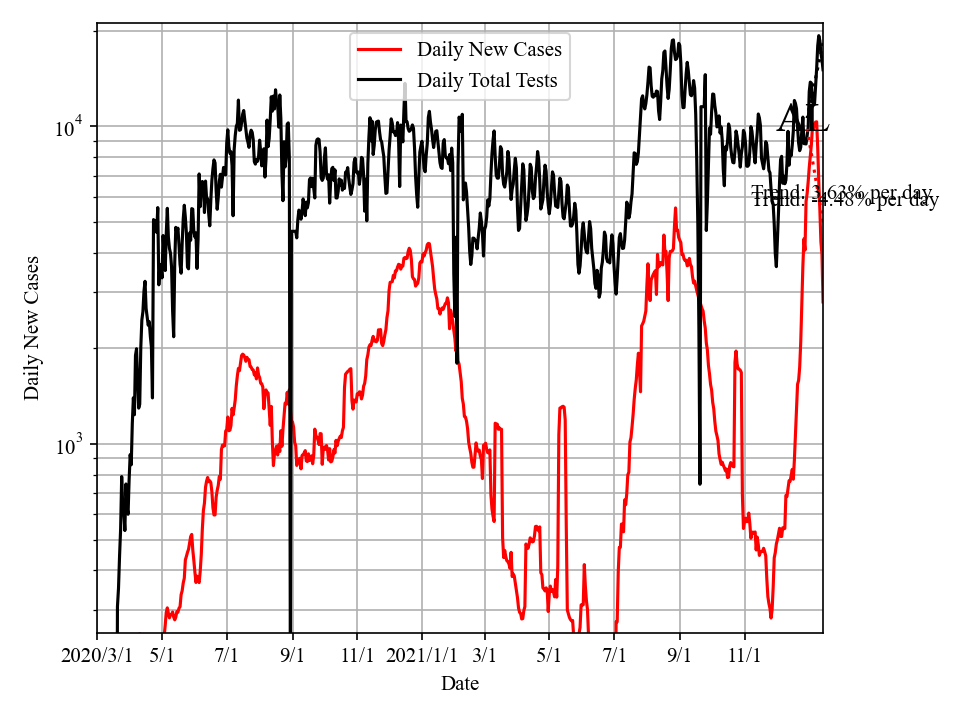 Daily New Cases
Daily Total Tests
AL
Trend: 3.63% per day
Trend: -4.48% per day
Daily New Cases
10^4
10^3
2020/3/1 5/1 7/1 9/1 11/1 2021/1/1 3/1 5/1 7/1 9/1 11/1
Date